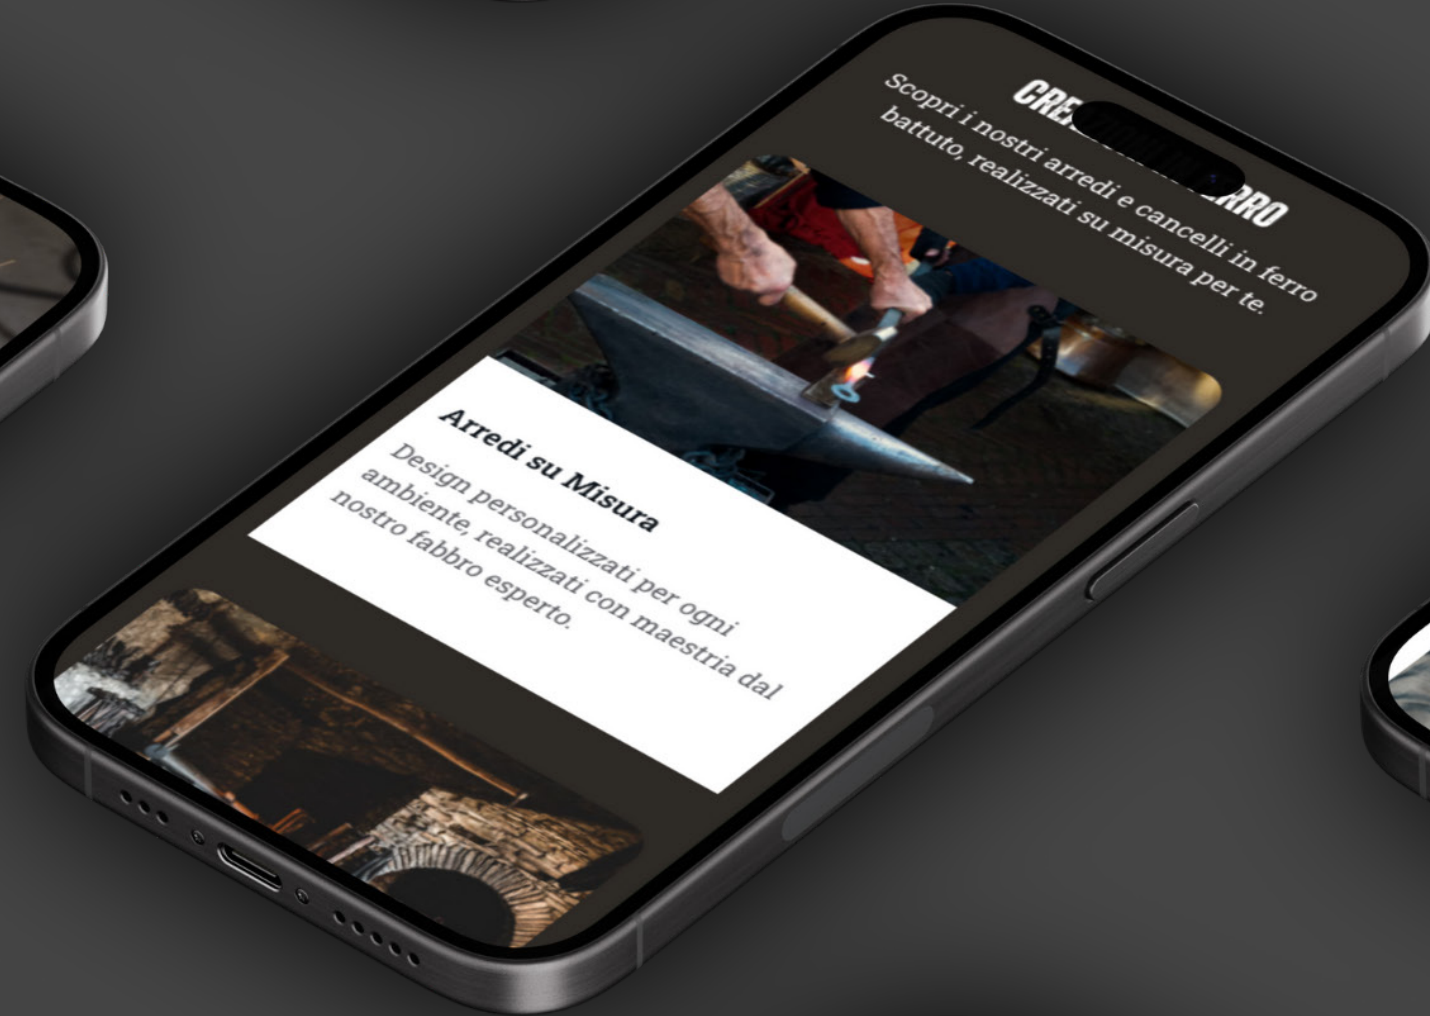 Scopri i nostri arredi e cancelli in ferro
battuto, realizzati su misura per te.
Arredi su Misura
Design personalizzati per ogni
ambiente, realizzati con maestria dal
nostro fabbro esperto.